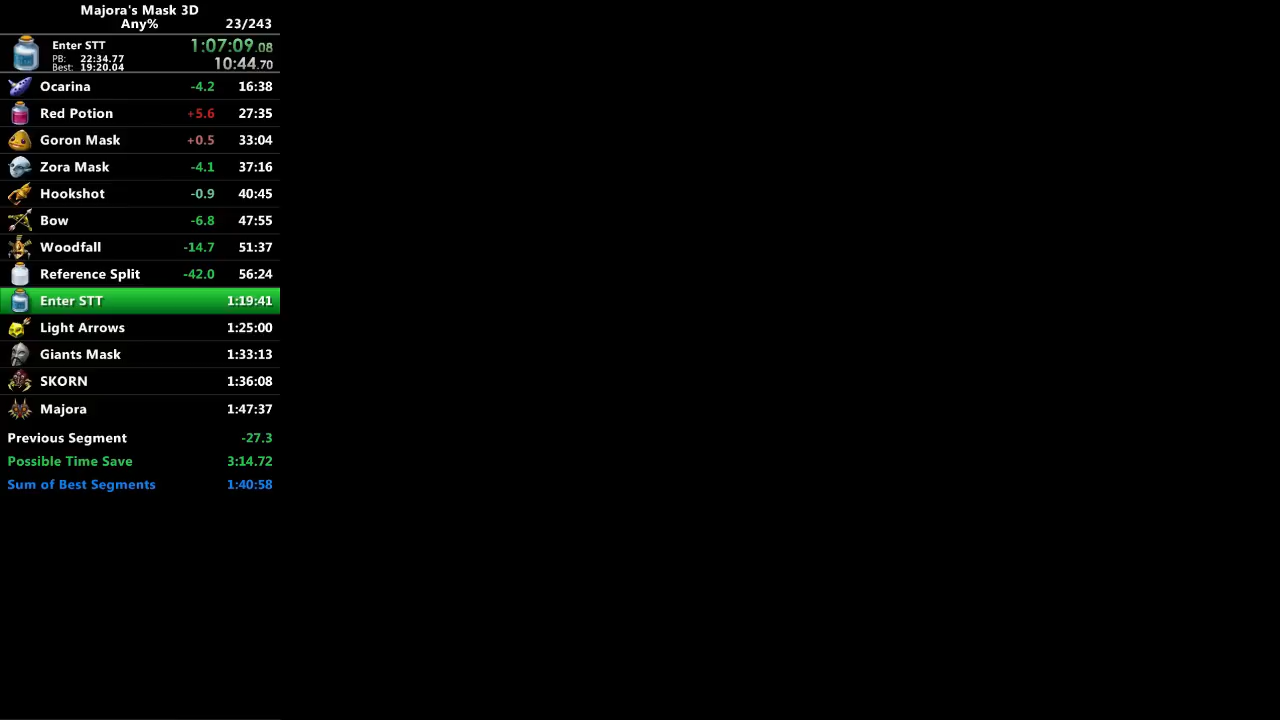 Majora's Mask 3D
Any% 23/243
Enter STT 1:07:09.08
PB: 22:34.77
Best: 19:20.04 10:44.70
Ocarina -4.2 16:38
Red Potion +5.6 27:35
Goron Mask +0.5 33:04
Zora Mask -4.1 37:16
Hookshot -0.9 40:45
Bow -6.8 47:55
Woodfall -14.7 51:37
Reference Split -42.0 56:24
Enter STT 1:19:41
Light Arrows 1:25:00
Giants Mask 1:33:13
SKORN 1:36:08
Majora 1:47:37
Previous Segment -27.3
Possible Time Save 3:14.72
Sum of Best Segments 1:40:58